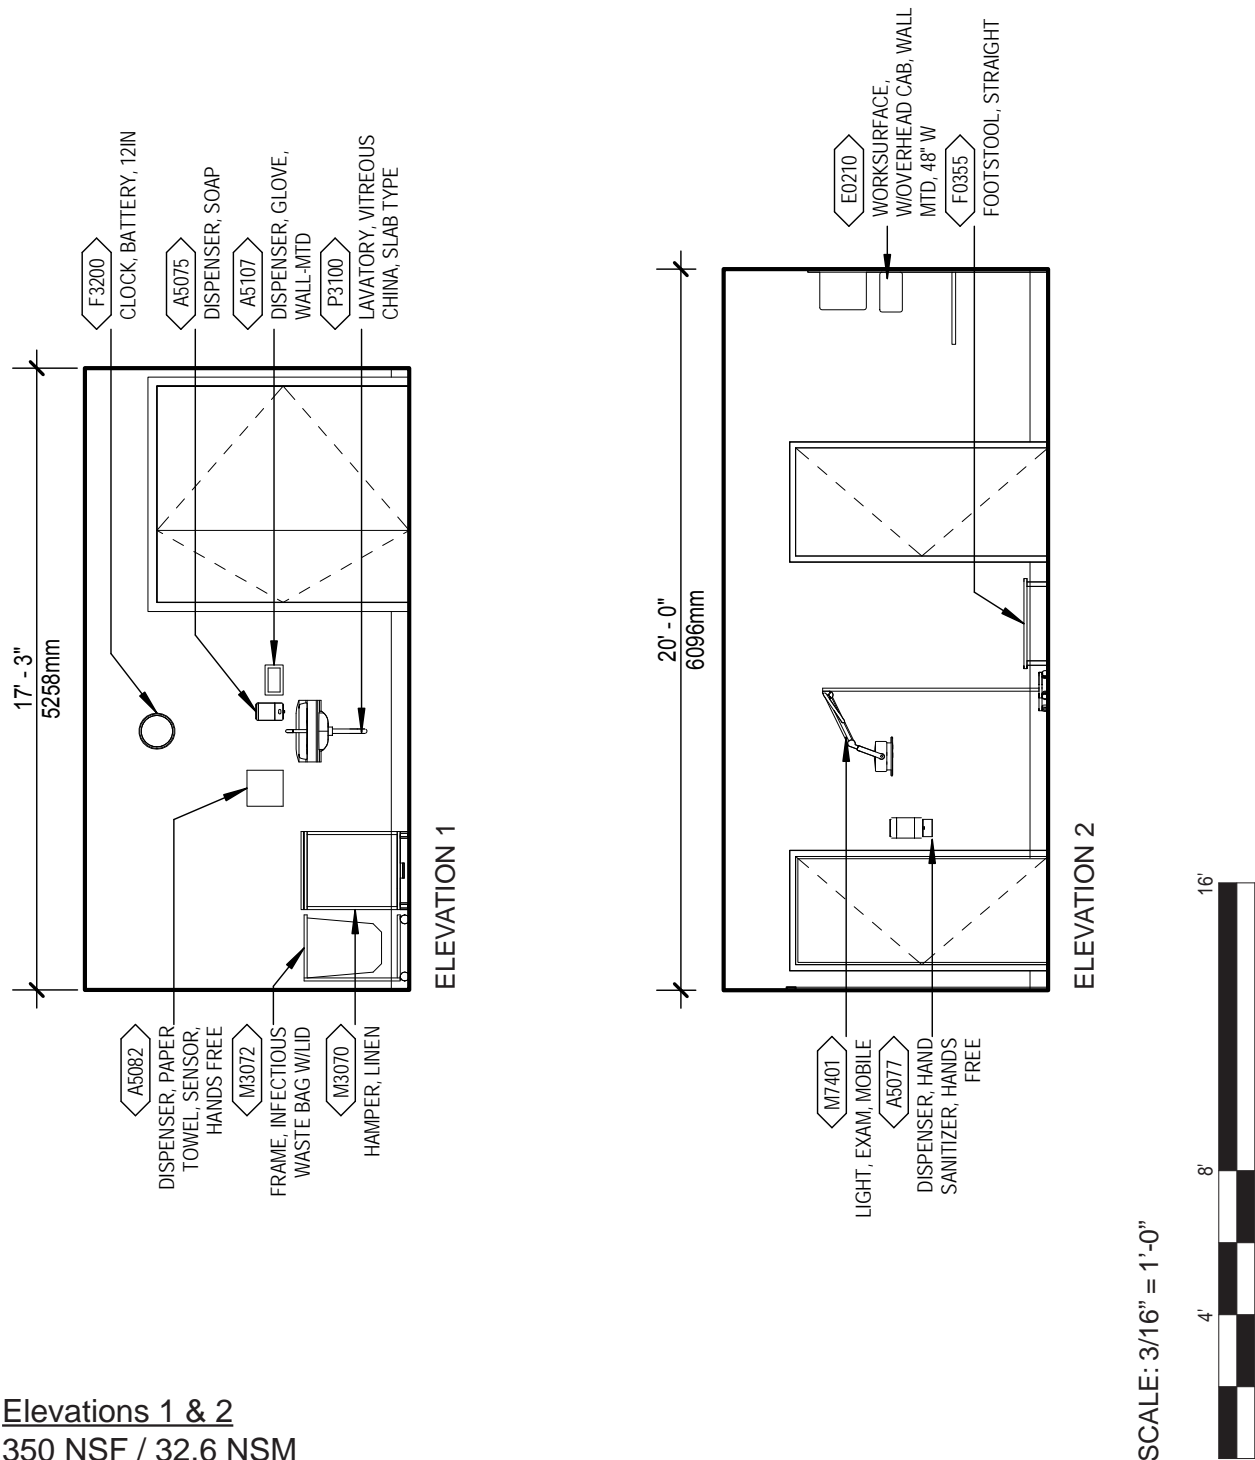 17' - 3"
5258mm
F3200
CLOCK, BATTERY, 12IN
A5075
DISPENSER, SOAP
A5107
DISPENSER, GLOVE,
WALL-MTD
P3100
LAVATORY, VITREOUS
CHINA, SLAB TYPE
A5082
DISPENSER, PAPER
TOWEL, SENSOR,
HANDS FREE
M3072
FRAME, INFECTIOUS
WASTE BAG W/LID
M3070
HAMPER, LINEN
ELEVATION 1
20' - 0"
6096mm
E0210
WORKSURFACE,
W/OVERHEAD CAB, WALL
MTD, 48" W
F0355
FOOTSTOOL, STRAIGHT
M7401
LIGHT, EXAM, MOBILE
A5077
DISPENSER, HAND
SANITIZER, HANDS
FREE
ELEVATION 2
SCALE: 3/16” = 1’-0”
4'
8'
16'
Elevations 1 & 2
350 NSF / 32.6 NSM